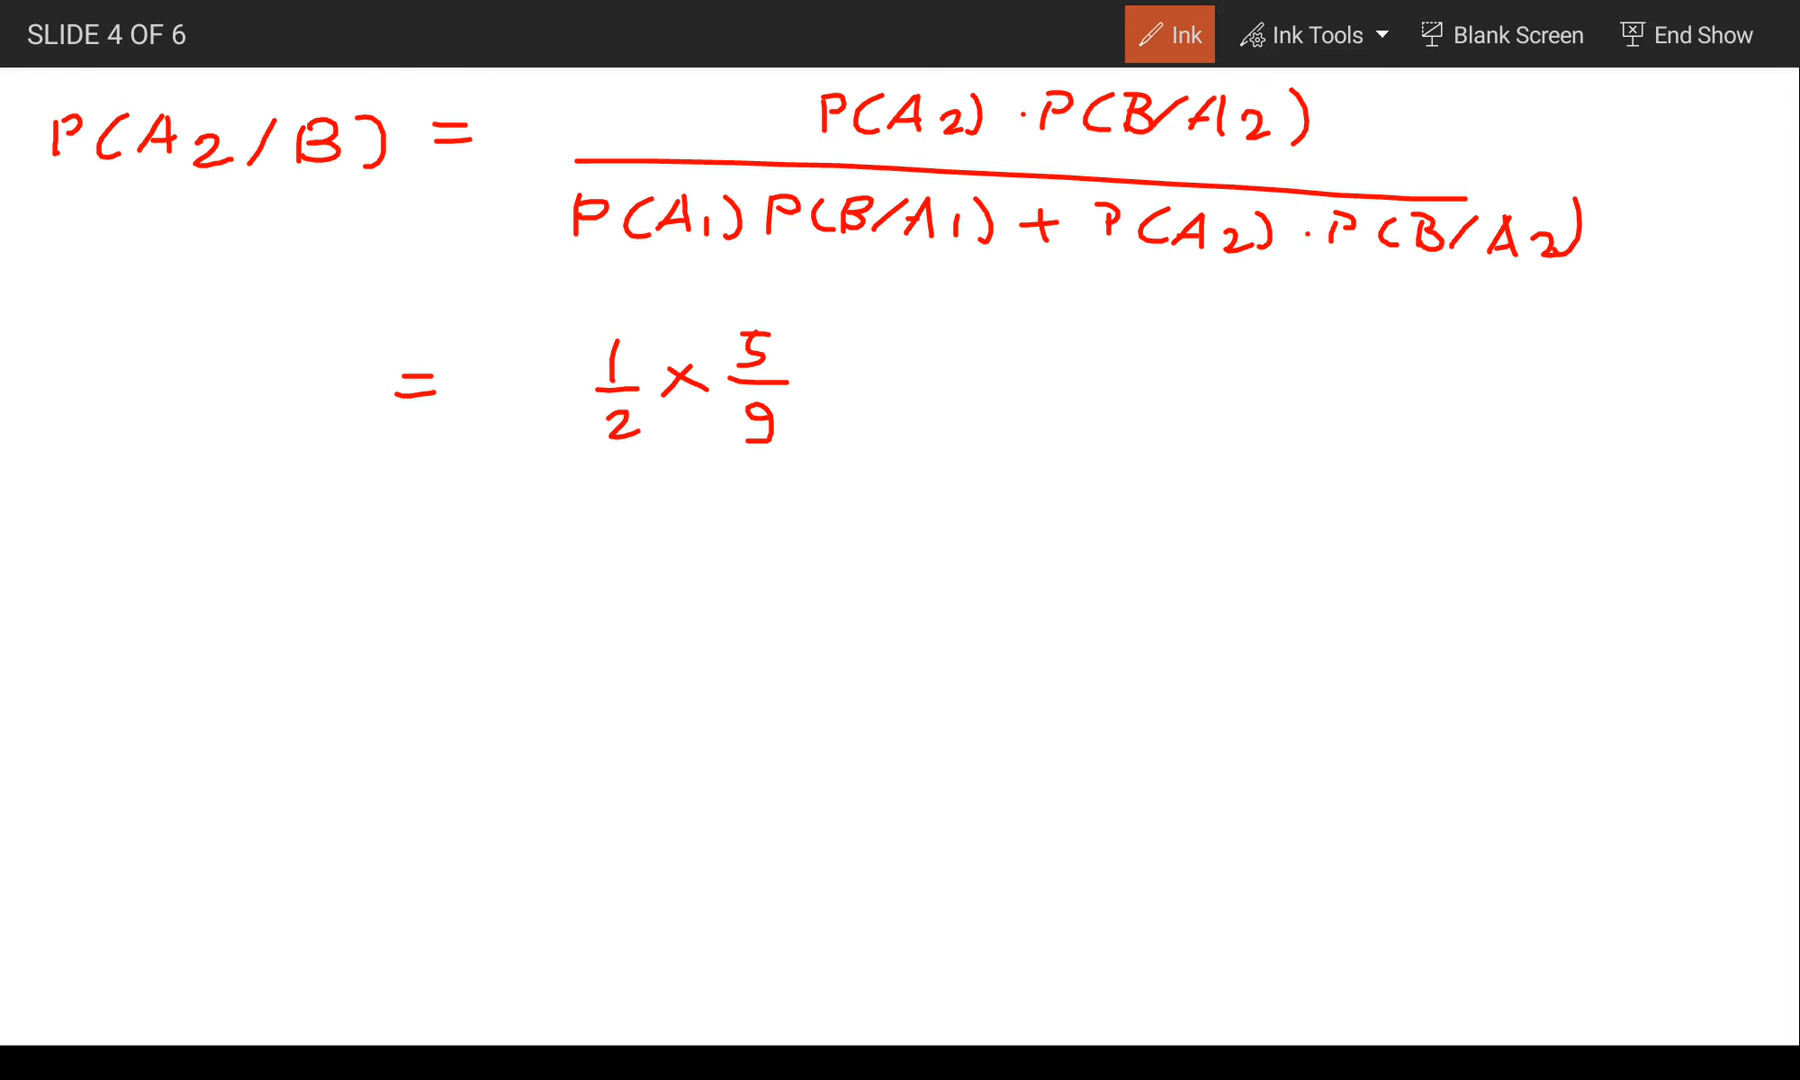 SLIDE 4 OF 6 Ink Ink Tools Blank Screen End Show
P(A2/B) = P(A2) · P(B/A2)
P(A1) P(B/A1) + P(A2) · P(B/A2)
= 1/2 × 5/9